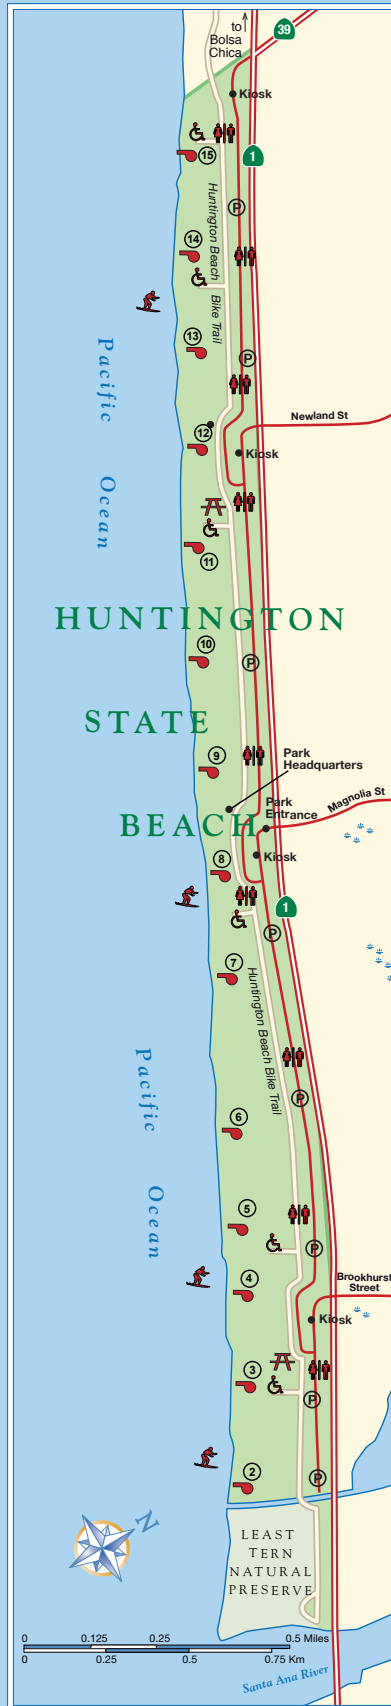 to
Bolsa
Chica
39
Kiosk
15
1
P
Huntington Beach Bike Trail
14
13
P
Newland St
12
Kiosk
11
HUNTINGTON
10
P
STATE
9
Park
Headquarters
Park
Entrance
Magnolia St
BEACH
8
Kiosk
1
P
7
Huntington Beach Bike Trail
Pacific
Ocean
P
6
Pacific
Ocean
5
P
4
Brookhurst
Street
Kiosk
3
P
2
P
N
LEAST
TERN
NATURAL
PRESERVE
0 0.125 0.25 0.5 Miles
0 0.25 0.5 0.75 Km
Santa Ana River